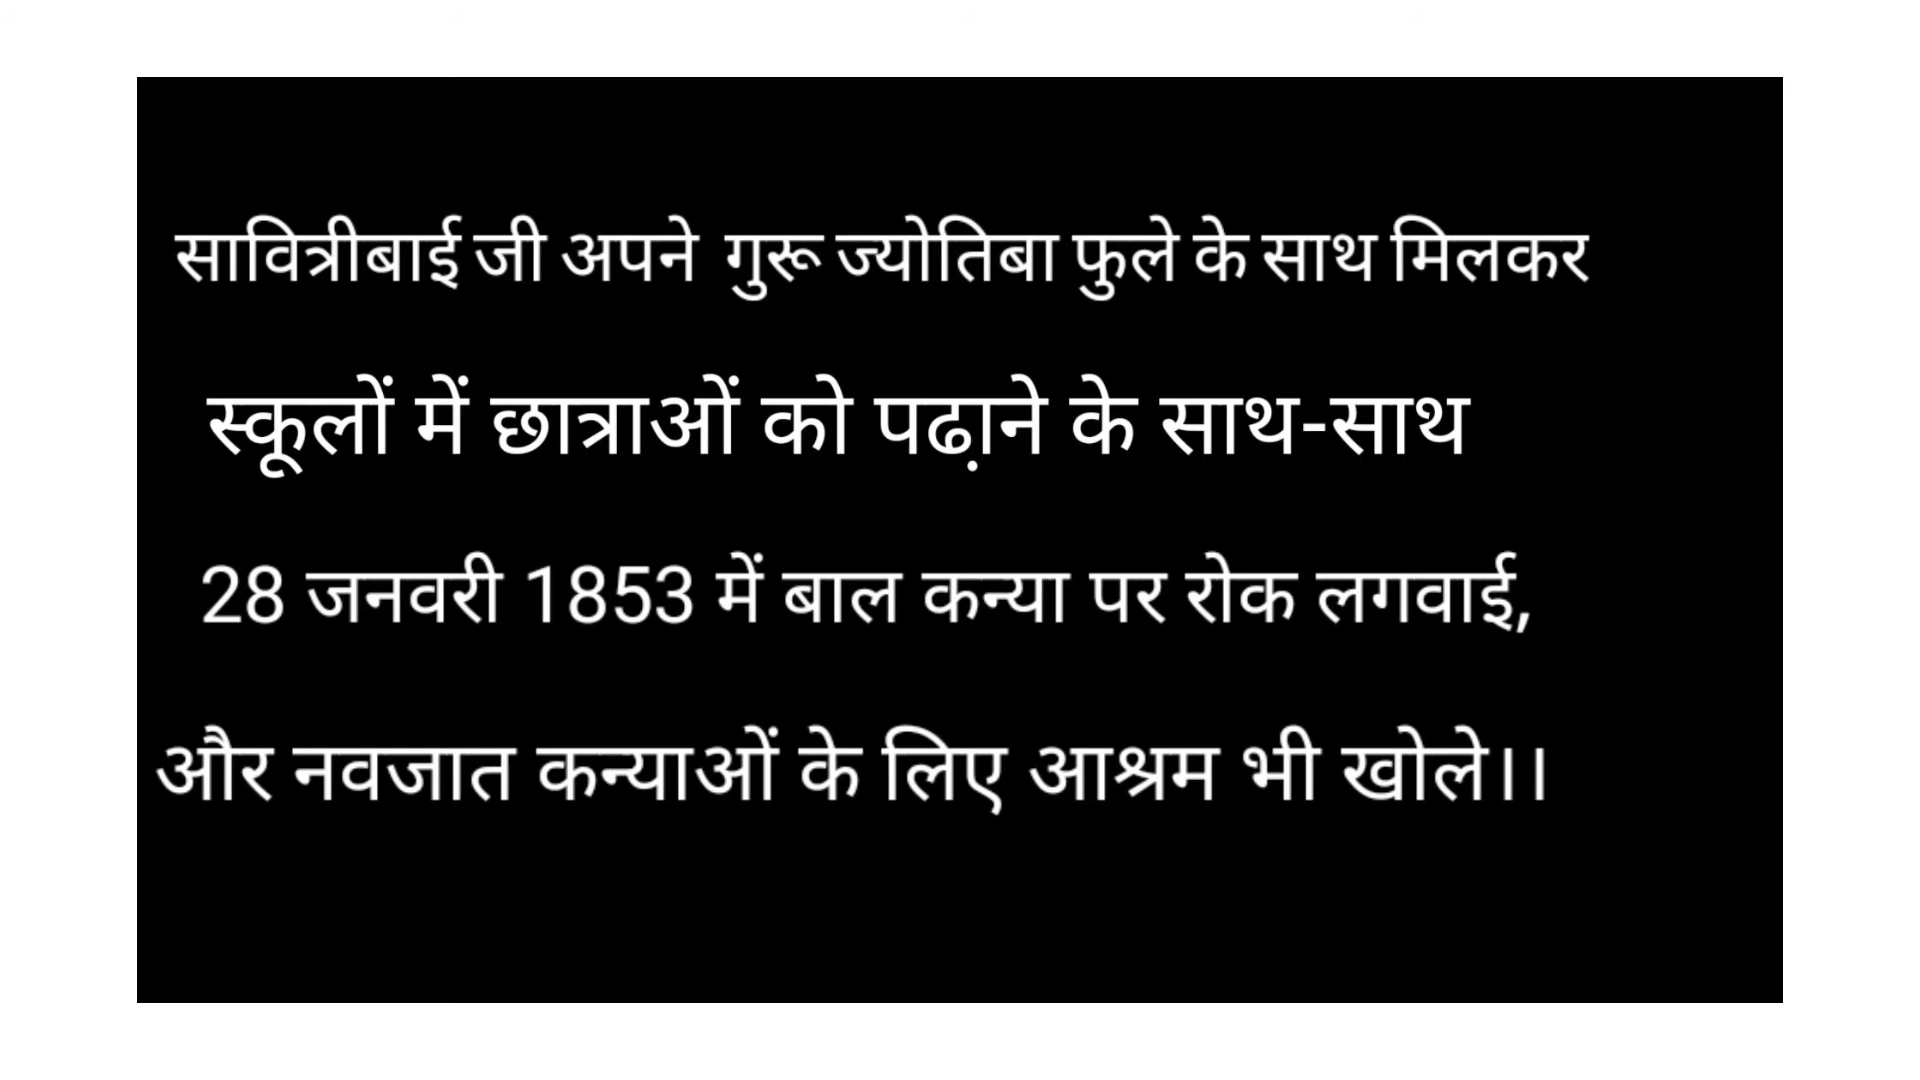 सावित्रीबाई जी अपने गुरू ज्योतिबा फुले के साथ मिलकर
स्कूलों में छात्राओं को पढा़ने के साथ-साथ
28 जनवरी 1853 में बाल कन्या पर रोक लगवाई,
और नवजात कन्याओं के लिए आश्रम भी खोले।।